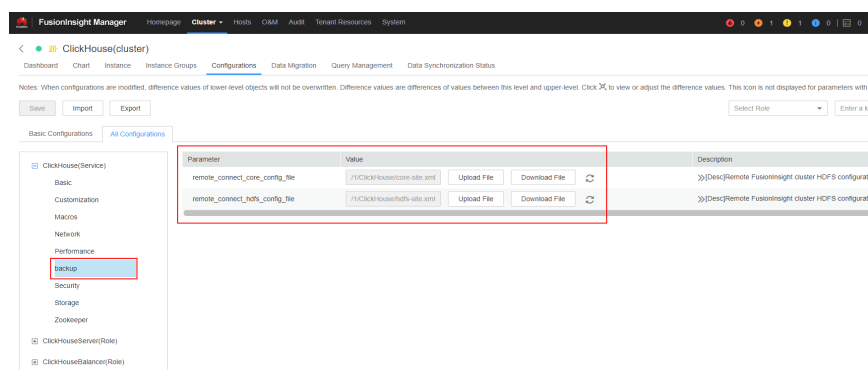 FusionInsight Manager Homepage Cluster Hosts O&M Audit Tenant Resources System 0 1 1 0 0
ClickHouse(cluster)
Dashboard Chart Instance Instance Groups Configurations Data Migration Query Management Data Synchronization Status
Notes: When configurations are modified, difference values of lower-level objects will not be overwritten. Difference values are differences of values between this level and upper-level. Click to view or adjust the difference values. This icon is not displayed for parameters with
Save Import Export Select Role Enter a k
Basic Configurations All Configurations
Parameter Value Description
ClickHouse(Service)
remote_connect_core_config_file /1/ClickHouse/core-site.xml Upload File Download File [Desc]Remote FusionInsight cluster HDFS configurat
Basic
Customization
remote_connect_hdfs_config_file /1/ClickHouse/hdfs-site.xml Upload File Download File [Desc]Remote FusionInsight cluster HDFS configurat
Macros
Network
Performance
backup
Security
Storage
Zookeeper
ClickHouseServer(Role)
ClickHouseBalancer(Role)